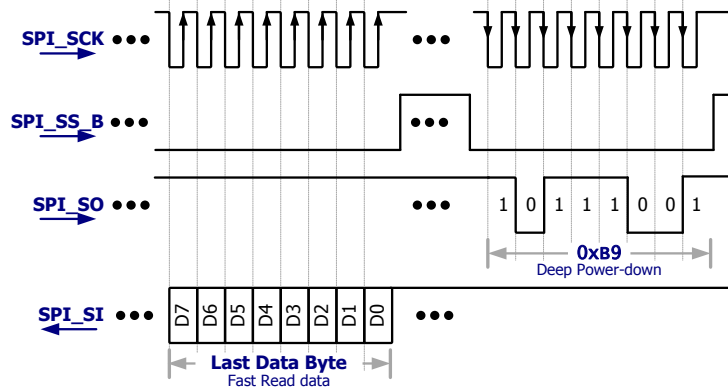 SPI_SCK ●●● ●●●
SPI_SS_B ●●● ●●●
SPI_SO ●●● ●●● 1 0 1 1 1 0 0 1
0xB9
Deep Power-down
SPI_SI ●●● D7 D6 D5 D4 D3 D2 D1 D0 ●●●
Last Data Byte
Fast Read data